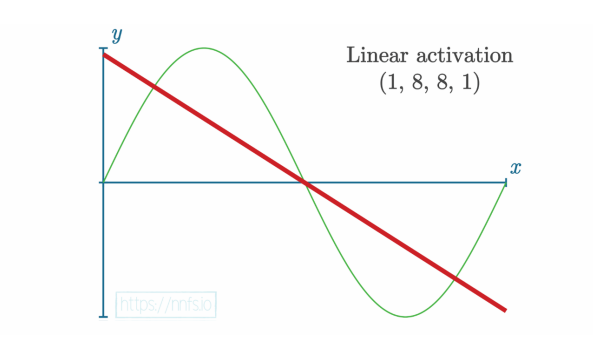 y
Linear activation
(1, 8, 8, 1)
x
https://nnfs.io